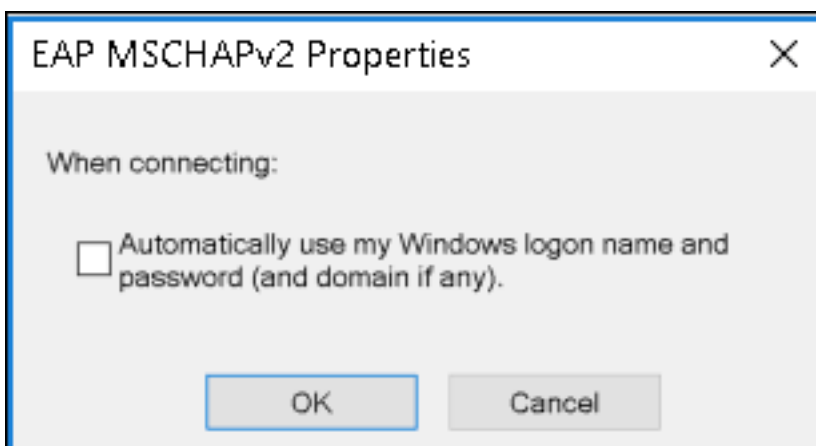 EAP MSCHAPv2 Properties
When connecting:
Automatically use my Windows logon name and
password (and domain if any).
OK
Cancel